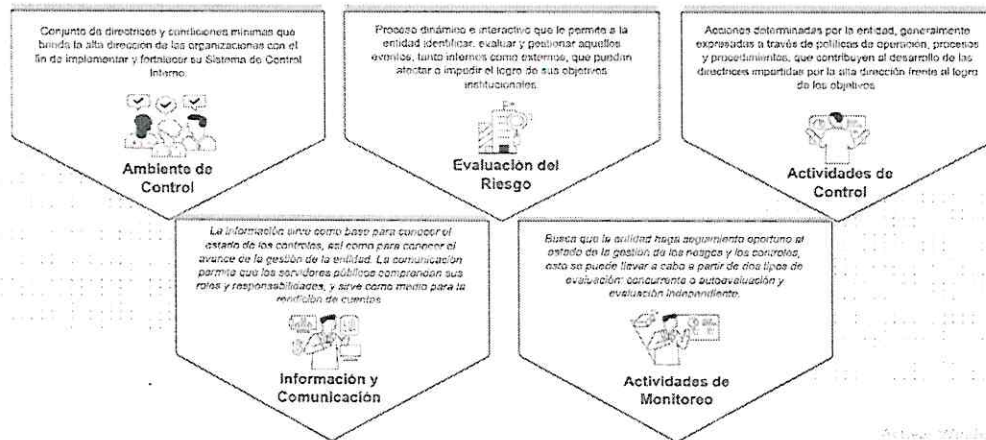 Conjunto de directrices y condiciones mínimas que
brinda la alta dirección de las organizaciones con el
fin de implementar y fortalecer su Sistema de Control
Interno.
Ambiente de
Control
Proceso dinámico e interactivo que le permite a la
entidad identificar, evaluar y gestionar aquellos
eventos, tanto internos como externos, que puedan
afectar o impedir el logro de sus objetivos
institucionales.
Evaluación del
Riesgo
Acciones determinadas por la entidad, generalmente
expresadas a través de políticas de operación, procesos
y procedimientos, que contribuyen al desarrollo de las
directrices impartidas por la alta dirección frente al logro
de los objetivos
Actividades de
Control
La información sirve como base para conocer el
estado de los controles, así como para conocer el
avance de la gestión de la entidad. La comunicación
permite que los servidores públicos comprendan sus
roles y responsabilidades, y sirve como medio para la
rendición de cuentas
Información y
Comunicación
Busca que la entidad haga seguimiento oportuno al
estado de la gestión de los riesgos y los controles,
esto se puede llevar a cabo a partir de dos tipos de
evaluación: concurrente o autoevaluación y
evaluación independiente.
Actividades de
Monitoreo